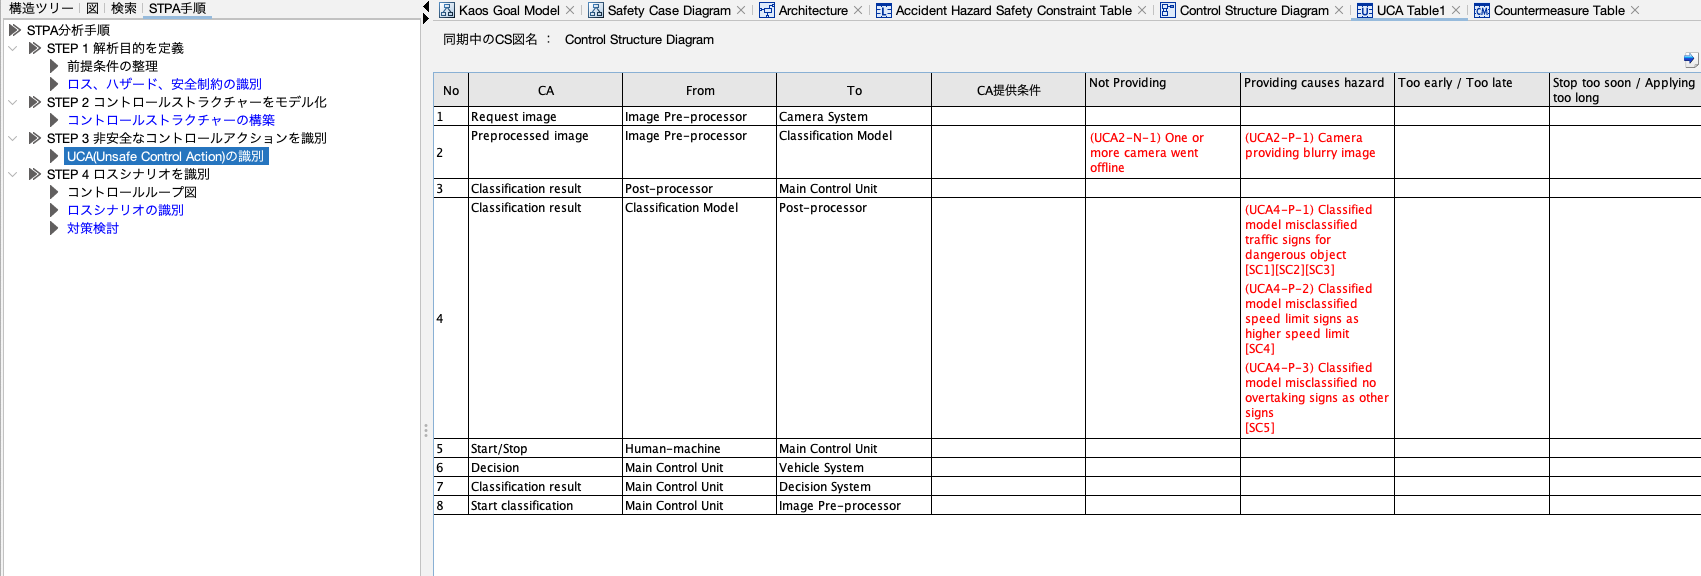 構造ツリー 図 検索 STPA手順
STPA分析手順
STEP 1 解析目的を定義
前提条件の整理
ロス、ハザード、安全制約の識別
STEP 2 コントロールストラクチャーをモデル化
コントロールストラクチャーの構築
STEP 3 非安全なコントロールアクションを識別
UCA(Unsafe Control Action)の識別
STEP 4 ロスシナリオを識別
コントロールループ図
ロスシナリオの識別
対策検討
Kaos Goal Model Safety Case Diagram Architecture Accident Hazard Safety Constraint Table Control Structure Diagram UCA Table1 Countermeasure Table
同期中のCS図名 : Control Structure Diagram
No CA From To CA提供条件 Not Providing Providing causes hazard Too early / Too late Stop too soon / Applying
too long
1 Request image Image Pre-processor Camera System
2 Preprocessed image Image Pre-processor Classification Model
(UCA2-N-1) One or
more camera went
offline
(UCA2-P-1) Camera
providing blurry image
3 Classification result Post-processor Main Control Unit
4 Classification result Classification Model Post-processor
(UCA4-P-1) Classified
model misclassified
traffic signs for
dangerous object
[SC1][SC2][SC3]
(UCA4-P-2) Classified
model misclassified
speed limit signs as
higher speed limit
[SC4]
(UCA4-P-3) Classified
model misclassified no
overtaking signs as other
signs
[SC5]
5 Start/Stop Human-machine Main Control Unit
6 Decision Main Control Unit Vehicle System
7 Classification result Main Control Unit Decision System
8 Start classification Main Control Unit Image Pre-processor